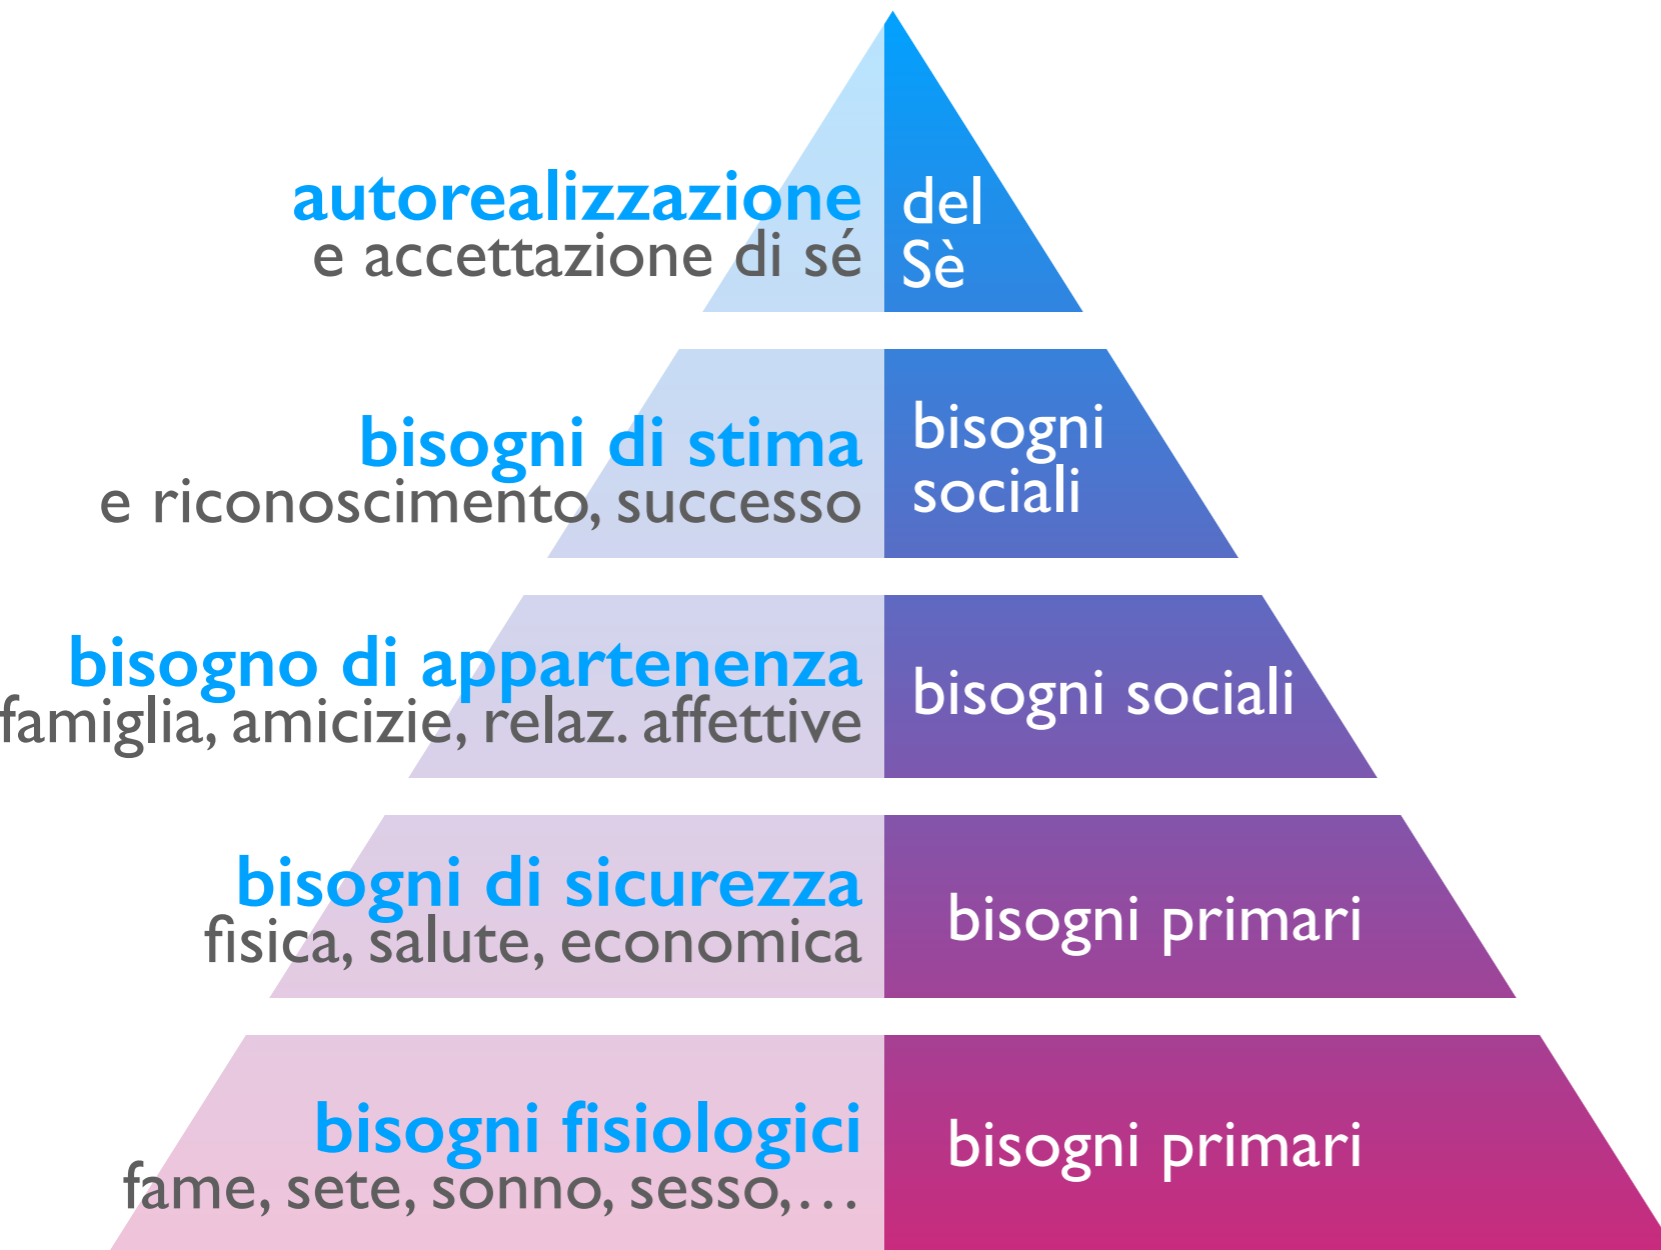 autorealizzazione
e accettazione di sé
del
Sè
bisogni di stima
e riconoscimento, successo
bisogni
sociali
bisogno di appartenenza
famiglia, amicizie, relaz. affettive
bisogni sociali
bisogni di sicurezza
fisica, salute, economica
bisogni primari
bisogni fisiologici
fame, sete, sonno, sesso,…
bisogni primari